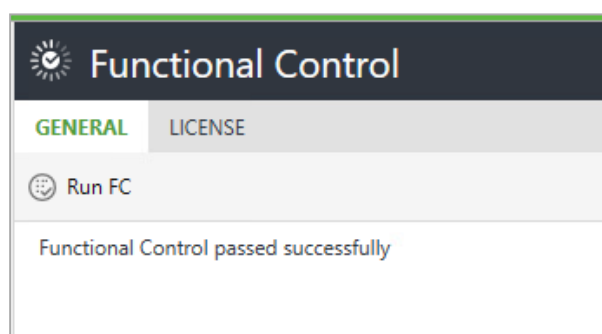 Functional Control
GENERAL LICENSE
Run FC
Functional Control passed successfully